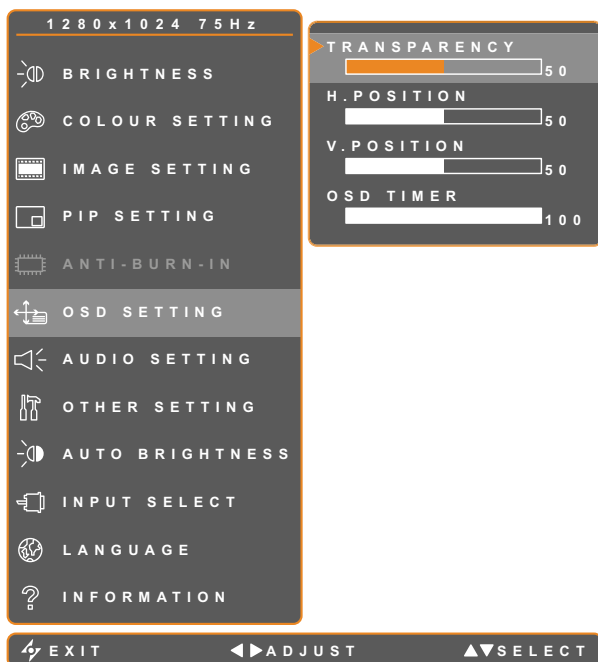 1280x1024 75Hz
BRIGHTNESS
COLOUR SETTING
IMAGE SETTING
PIP SETTING
ANTI-BURN-IN
OSD SETTING
AUDIO SETTING
OTHER SETTING
AUTO BRIGHTNESS
INPUT SELECT
LANGUAGE
INFORMATION
TRANSPARENCY
50
H.POSITION
50
V.POSITION
50
OSD TIMER
100
EXIT ADJUST SELECT